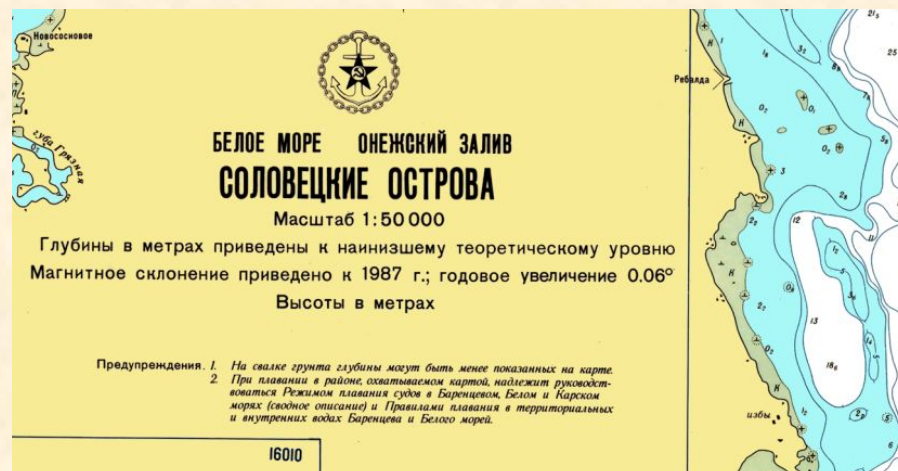 Новососновое
губа Грязная
Ребалда
БЕЛОЕ МОРЕ ОНЕЖСКИЙ ЗАЛИВ
СОЛОВЕЦКИЕ ОСТРОВА
Масштаб 1:50 000
Глубины в метрах приведены к наинизшему теоретическому уровню
Магнитное склонение приведено к 1987 г.; годовое увеличение 0.06°
Высоты в метрах
Предупреждения. 1. На свалке грунта глубины могут быть менее показанных на карте.
2. При плавании в районе, охватываемом картой, надлежит руководст-
воваться Режимом плавания судов в Баренцевом, Белом и Карском
морях (сводное описание) и Правилами плавания в территориальных
и внутренних водах Баренцева и Белого морей.
избы
16010